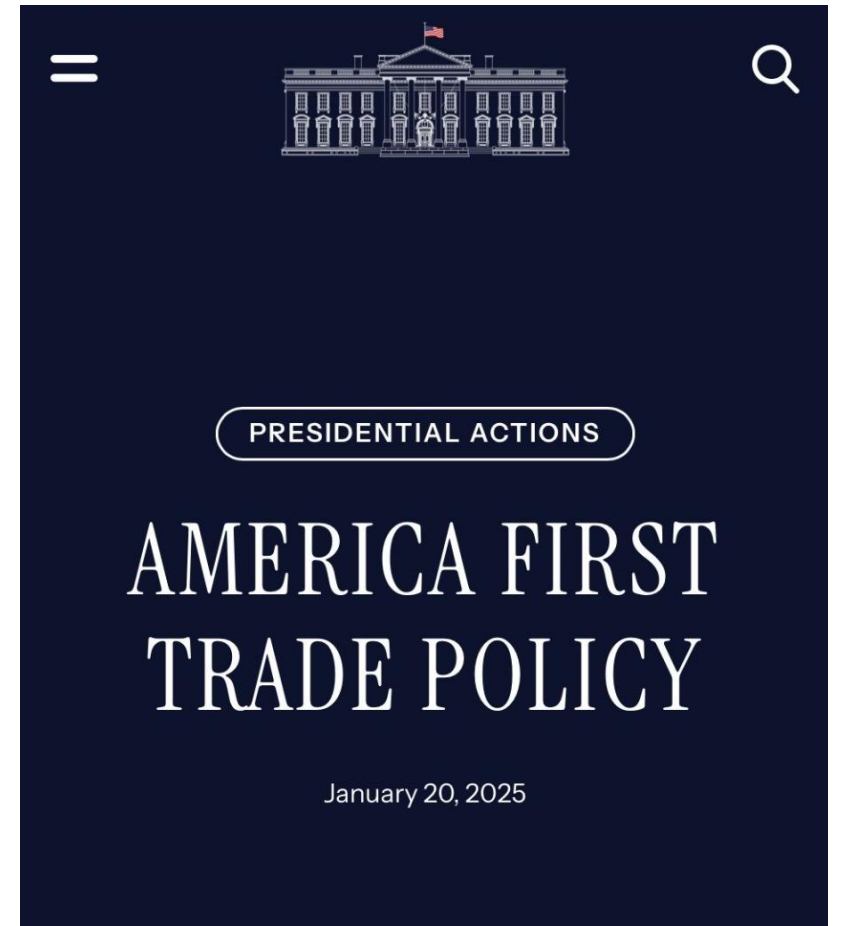 PRESIDENTIAL ACTIONS
AMERICA FIRST
TRADE POLICY
January 20, 2025